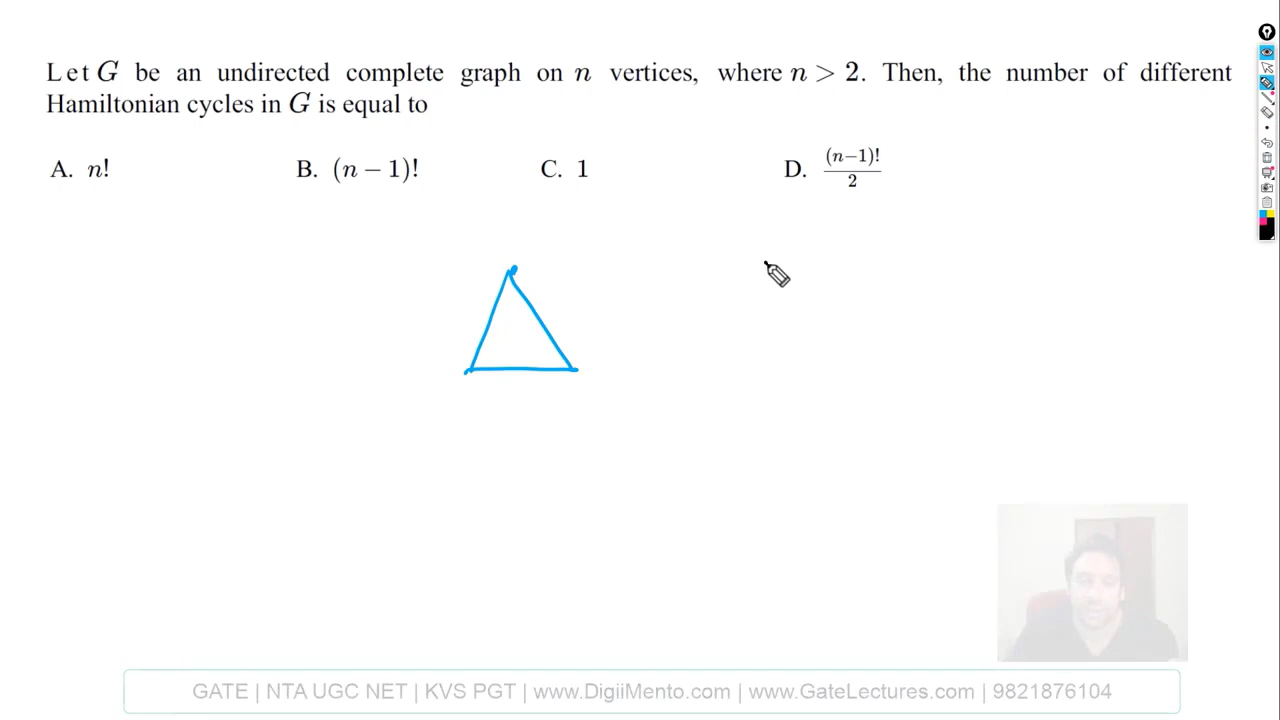 Let G be an undirected complete graph on n vertices, where n > 2. Then, the number of different
Hamiltonian cycles in G is equal to
A. n! B. (n − 1)! C. 1 D. (n−1)!/2
GATE | NTA UGC NET | KVS PGT | www.DigiiMento.com | www.GateLectures.com | 9821876104